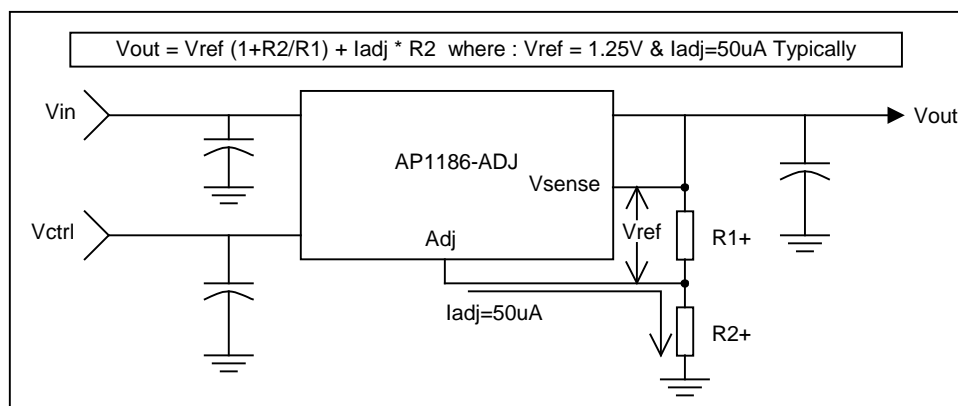 Vout = Vref (1+R2/R1) + Iadj * R2 where : Vref = 1.25V & Iadj=50uA Typically
Vin
Vout
AP1186-ADJ
Vsense
Vctrl
Adj
Vref
R1+
Iadj=50uA
R2+